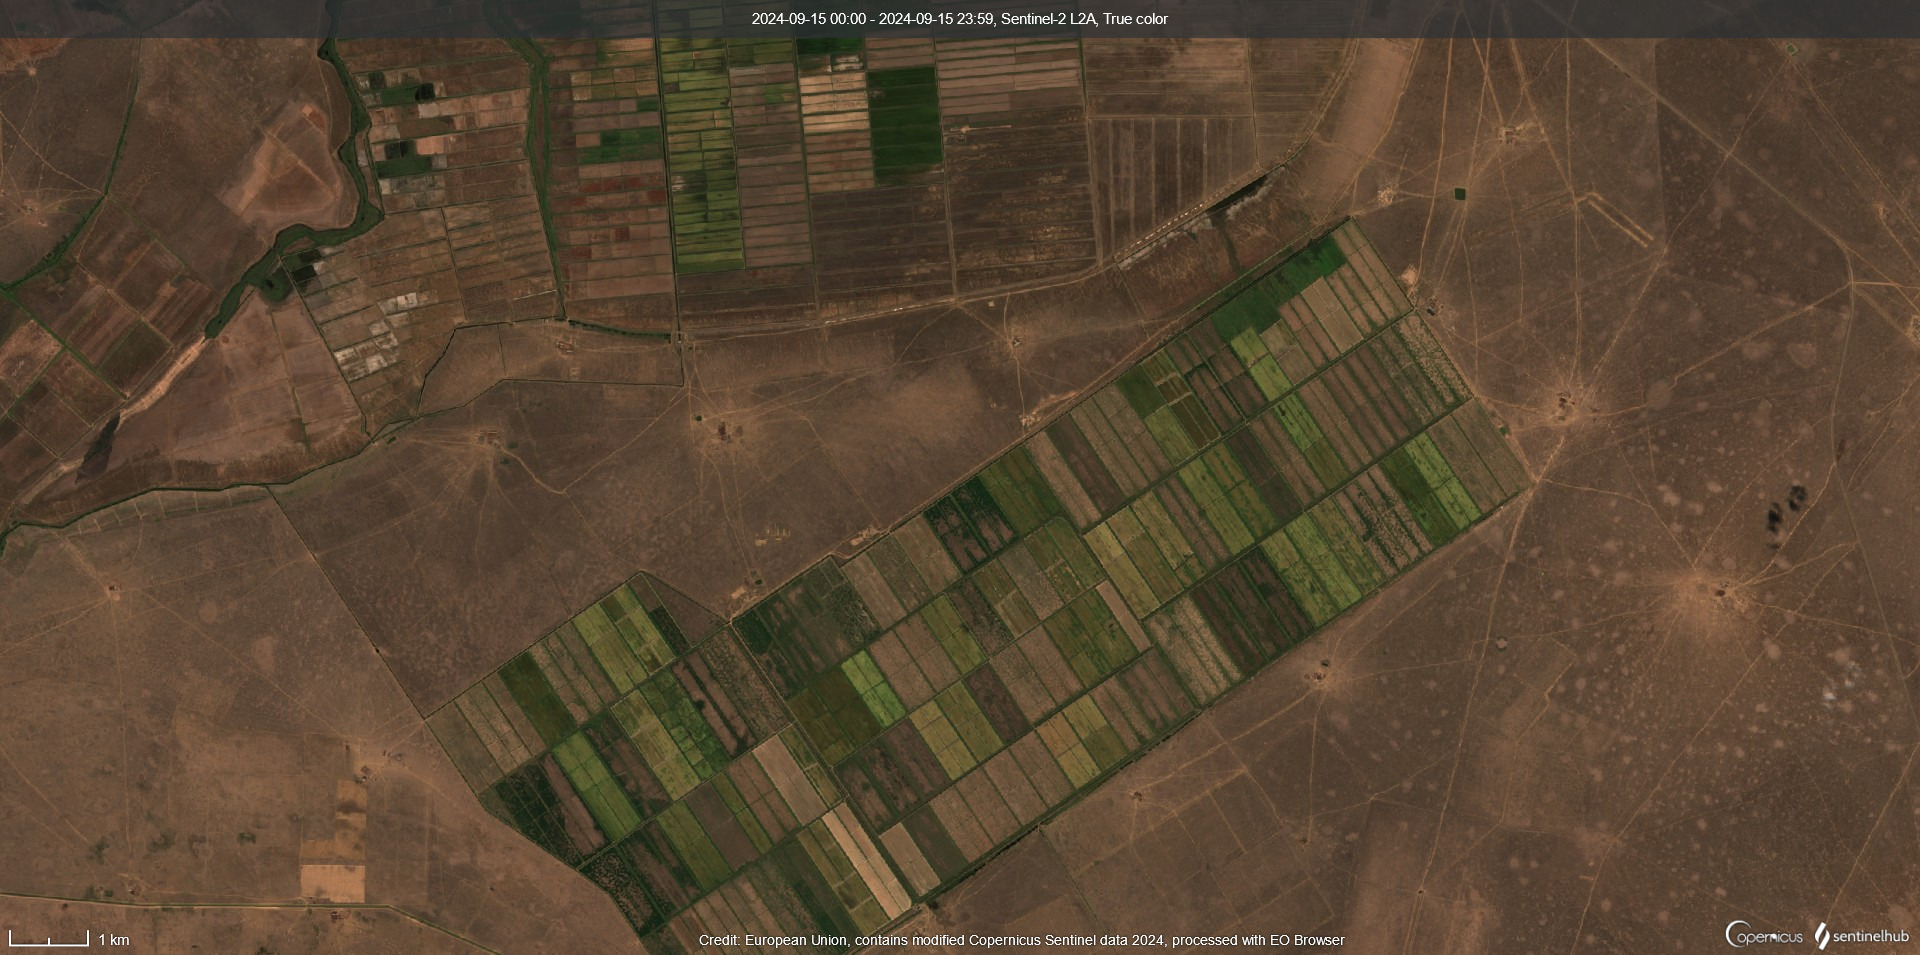 2024-09-15 00:00 - 2024-09-15 23:59, Sentinel-2 L2A, True color
1 km
Credit: European Union, contains modified Copernicus Sentinel data 2024, processed with EO Browser
Copernicus
sentinelhub